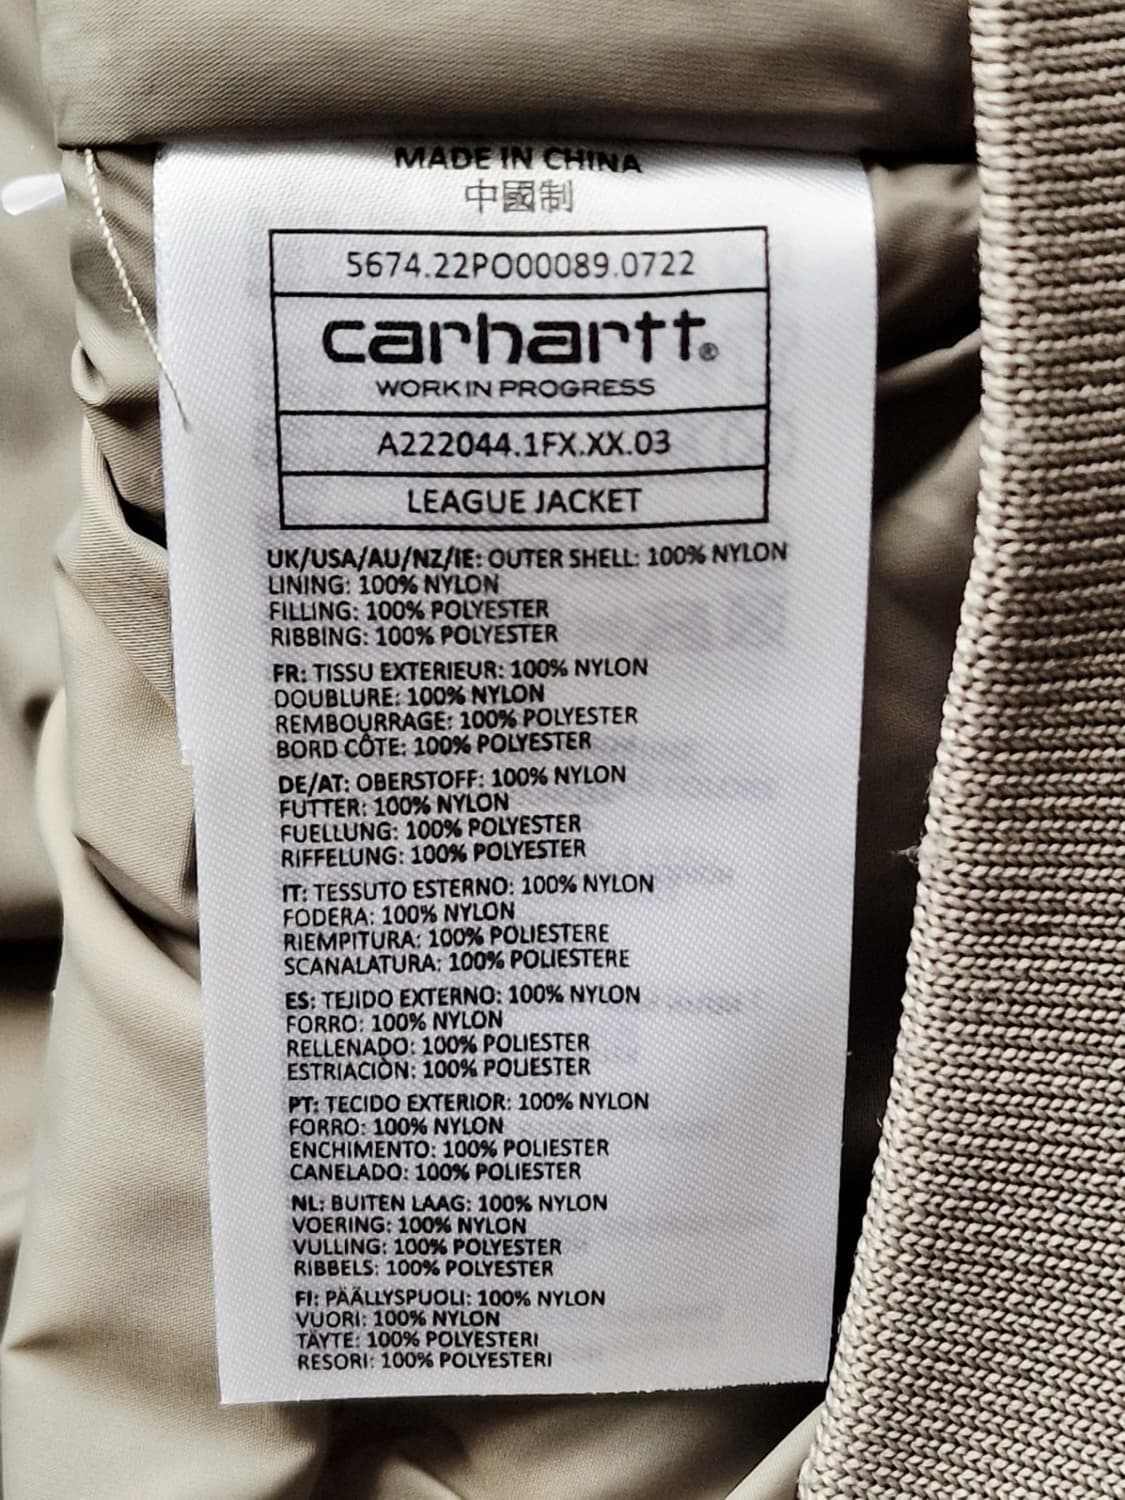 MADE IN CHINA
中國制
5674.22PO00089.0722
carhartt®
WORK IN PROGRESS
A222044.1FX.XX.03
LEAGUE JACKET
UK/USA/AU/NZ/IE: OUTER SHELL: 100% NYLON
LINING: 100% NYLON
FILLING: 100% POLYESTER
RIBBING: 100% POLYESTER
FR: TISSU EXTERIEUR: 100% NYLON
DOUBLURE: 100% NYLON
REMBOURRAGE: 100% POLYESTER
BORD CÔTE: 100% POLYESTER
DE/AT: OBERSTOFF: 100% NYLON
FUTTER: 100% NYLON
FUELLUNG: 100% POLYESTER
RIFFELUNG: 100% POLYESTER
IT: TESSUTO ESTERNO: 100% NYLON
FODERA: 100% NYLON
RIEMPITURA: 100% POLIESTERE
SCANALATURA: 100% POLIESTERE
ES: TEJIDO EXTERNO: 100% NYLON
FORRO: 100% NYLON
RELLENADO: 100% POLIESTER
ESTRIACIÒN: 100% POLIESTER
PT: TECIDO EXTERIOR: 100% NYLON
FORRO: 100% NYLON
ENCHIMENTO: 100% POLIESTER
CANELADO: 100% POLIESTER
NL: BUITEN LAAG: 100% NYLON
VOERING: 100% NYLON
VULLING: 100% POLYESTER
RIBBELS: 100% POLYESTER
FI: PÄÄLLYSPUOLI: 100% NYLON
VUORI: 100% NYLON
TÄYTE: 100% POLYESTERI
RESORI: 100% POLYESTERI